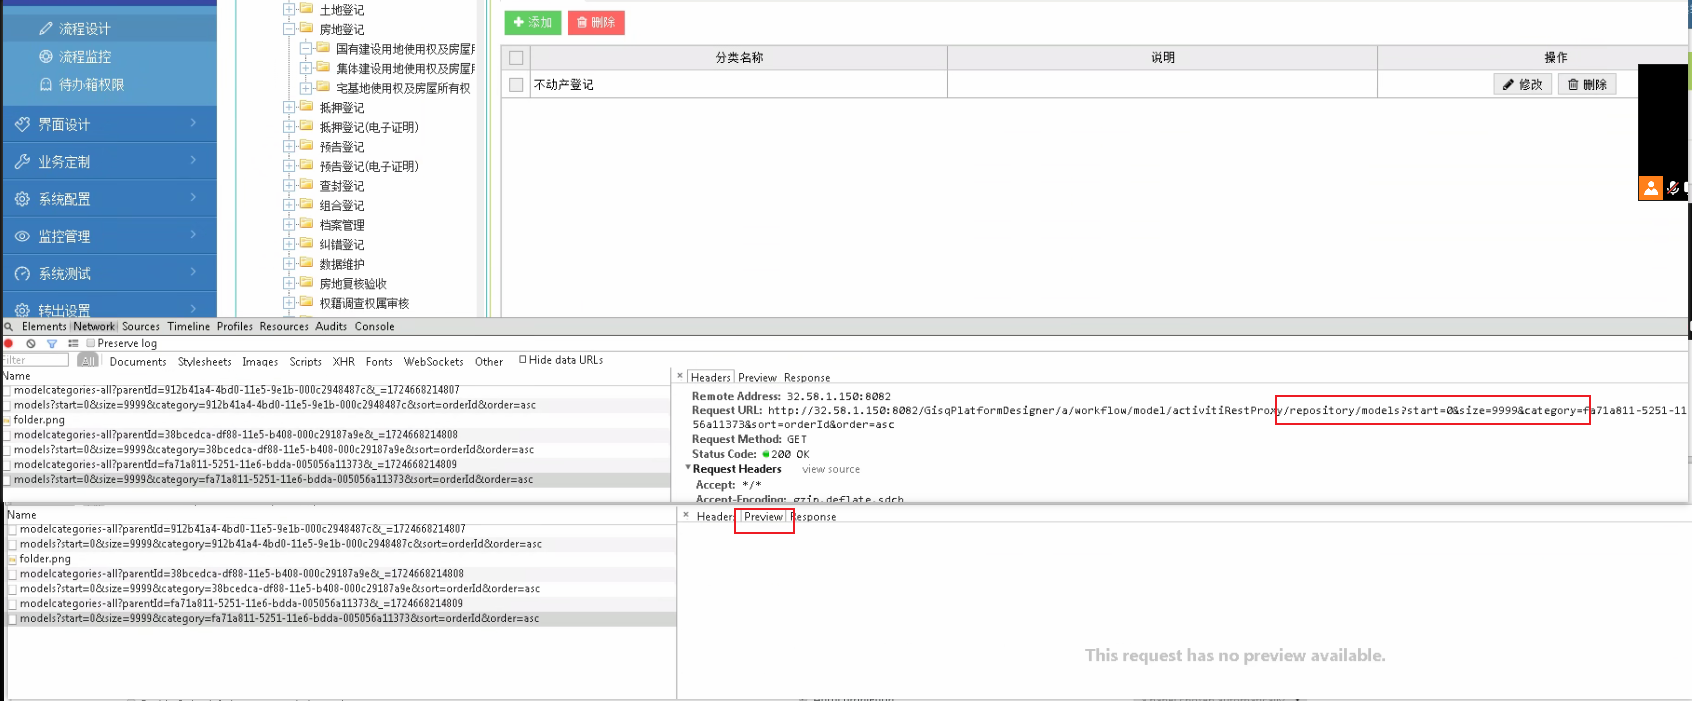 流程设计
流程监控
待办箱权限
界面设计
业务定制
系统配置
监控管理
系统测试
转出设置
土地登记
房地登记
国有建设用地使用权及房屋
集体建设用地使用权及房屋
宅基地使用权及房屋所有权
抵押登记
抵押登记(电子证明)
预告登记
预告登记(电子证明)
查封登记
组合登记
档案管理
纠错登记
数据维护
房地复核验收
权籍调查权属审核
添加 删除
分类名称 说明 操作
不动产登记 修改 删除
Elements Network Sources Timeline Profiles Resources Audits Console
Preserve log
Filter All Documents Stylesheets Images Scripts XHR Fonts WebSockets Other Hide data URLs
Name
modelcategories-all?parentId=912b41a4-4bd0-11e5-9e1b-000c2948487c&_=1724668214807
models?start=0&size=9999&category=912b41a4-4bd0-11e5-9e1b-000c2948487c&sort=orderId&order=asc
folder.png
modelcategories-all?parentId=38bcedca-df88-11e5-b408-000c29187a9e&_=1724668214808
models?start=0&size=9999&category=38bcedca-df88-11e5-b408-000c29187a9e&sort=orderId&order=asc
modelcategories-all?parentId=fa71a811-5251-11e6-bdda-005056a11373&_=1724668214809
models?start=0&size=9999&category=fa71a811-5251-11e6-bdda-005056a11373&sort=orderId&order=asc
× Headers Preview Response
Remote Address: 32.58.1.150:8082
Request URL: http://32.58.1.150:8082/GisqPlatformDesigner/a/workflow/model/activitiRestProxy/repository/models?start=0&size=9999&category=fa71a811-5251-11
56a11373&sort=orderId&order=asc
Request Method: GET
Status Code: 200 OK
Request Headers view source
Accept: */*
Accept-Encoding: gzip,deflate,sdch
Name
modelcategories-all?parentId=912b41a4-4bd0-11e5-9e1b-000c2948487c&_=1724668214807
models?start=0&size=9999&category=912b41a4-4bd0-11e5-9e1b-000c2948487c&sort=orderId&order=asc
folder.png
modelcategories-all?parentId=38bcedca-df88-11e5-b408-000c29187a9e&_=1724668214808
models?start=0&size=9999&category=38bcedca-df88-11e5-b408-000c29187a9e&sort=orderId&order=asc
modelcategories-all?parentId=fa71a811-5251-11e6-bdda-005056a11373&_=1724668214809
models?start=0&size=9999&category=fa71a811-5251-11e6-bdda-005056a11373&sort=orderId&order=asc
× Headers Preview Response
This request has no preview available.